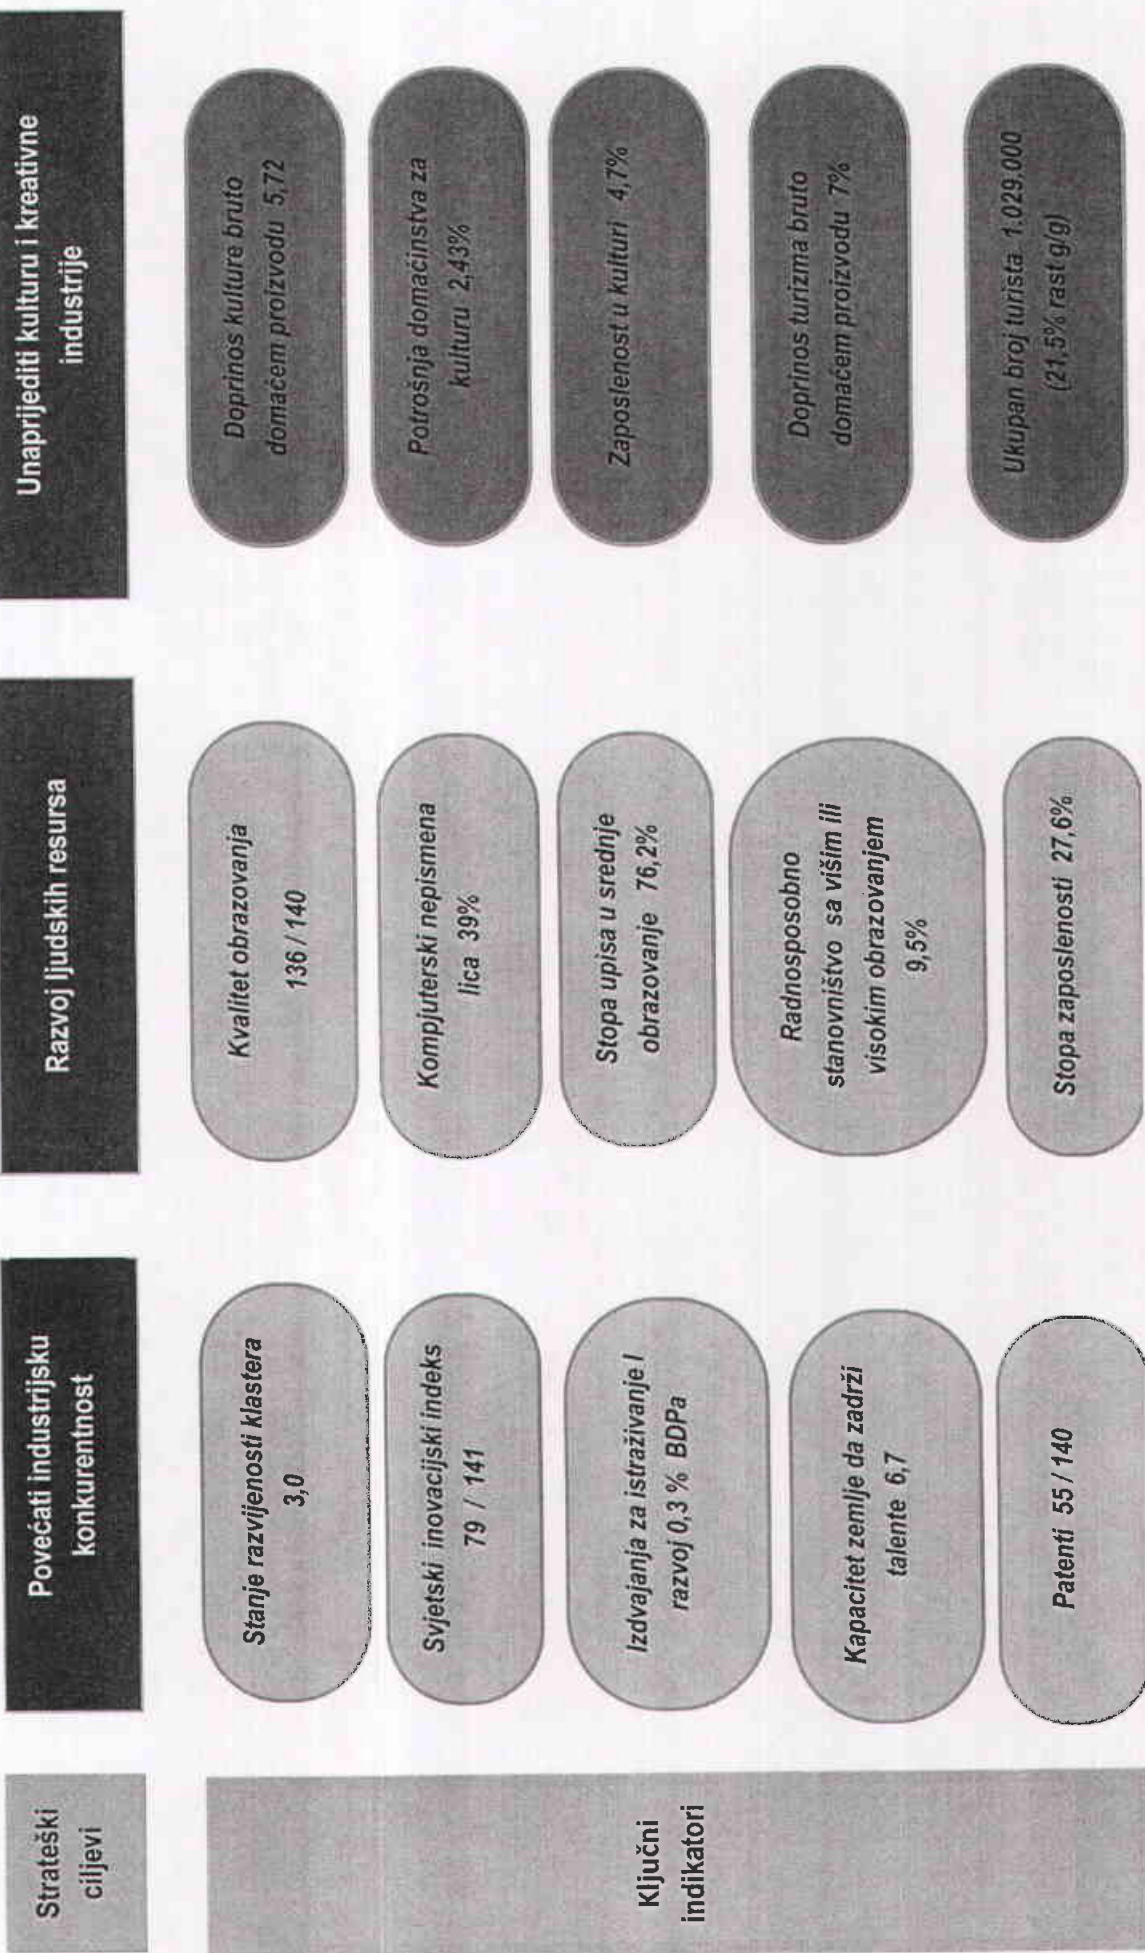 Strateški
ciljevi
Povećati industrijsku
konkurentnost
Razvoj ljudskih resursa
Unaprijediti kulturu i kreativne
industrije
Ključni
indikatori
Stanje razvijenosti klastera
3,0
Svjetski inovacijski indeks
79 / 141
Izdvajanja za istraživanje I
razvoj 0,3 % BDPa
Kapacitet zemlje da zadrži
talente 6,7
Patenti 55 / 140
Kvalitet obrazovanja
136 / 140
Kompjuterski nepismena
lica 39%
Stopa upisa u srednje
obrazovanje 76,2%
Radnosposobno
stanovništvo sa višim ili
visokim obrazovanjem
9,5%
Stopa zaposlenosti 27,6%
Doprinos kulture bruto
domaćem proizvodu 5,72
Potrošnja domaćinstva za
kulturu 2,43%
Zaposlenost u kulturi 4,7%
Doprinos turizma bruto
domaćem proizvodu 7%
Ukupan broj turista 1.029.000
(21,5% rast g/g)